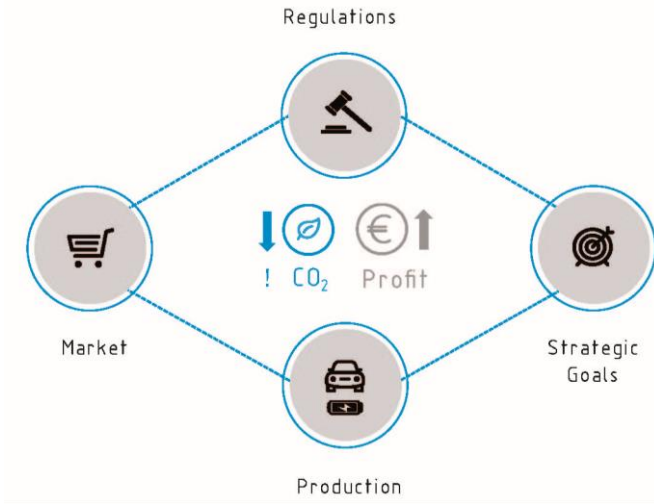 Regulations
€
! CO₂ Profit
Market
Strategic
Goals
Production